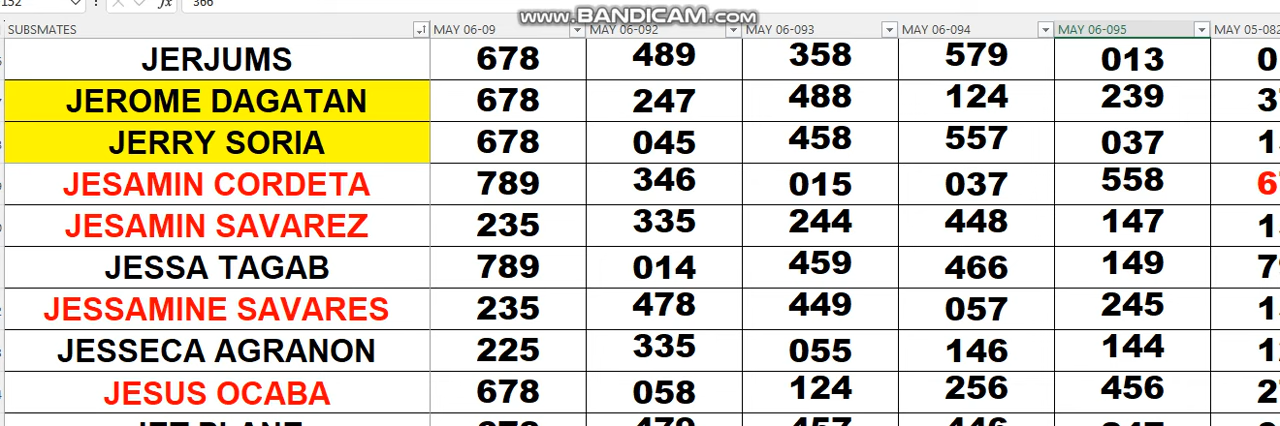 152 fx 366
www.BANDICAM.com
SUBSMATES MAY 06-09 MAY 06-092 MAY 06-093 MAY 06-094 MAY 06-095 MAY 05-082
JERJUMS 678 489 358 579 013
JEROME DAGATAN 678 247 488 124 239
JERRY SORIA 678 045 458 557 037
JESAMIN CORDETA 789 346 015 037 558
JESAMIN SAVAREZ 235 335 244 448 147
JESSA TAGAB 789 014 459 466 149
JESSAMINE SAVARES 235 478 449 057 245
JESSECA AGRANON 225 335 055 146 144
JESUS OCABA 678 058 124 256 456